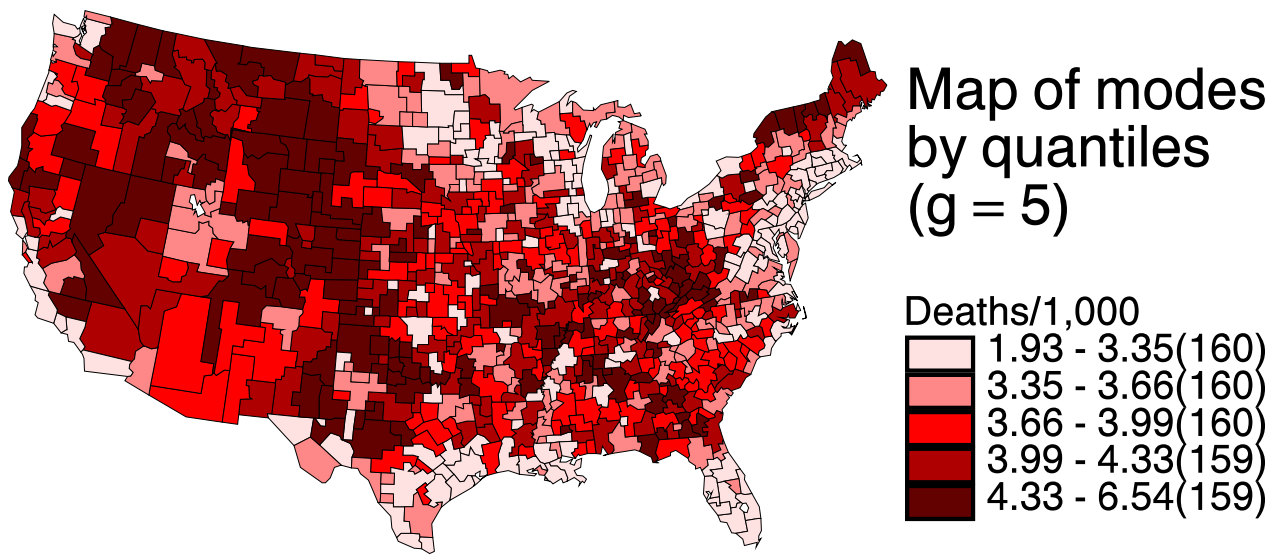 Map of modes
by quantiles
(g = 5)
Deaths/1,000
1.93 - 3.35(160)
3.35 - 3.66(160)
3.66 - 3.99(160)
3.99 - 4.33(159)
4.33 - 6.54(159)